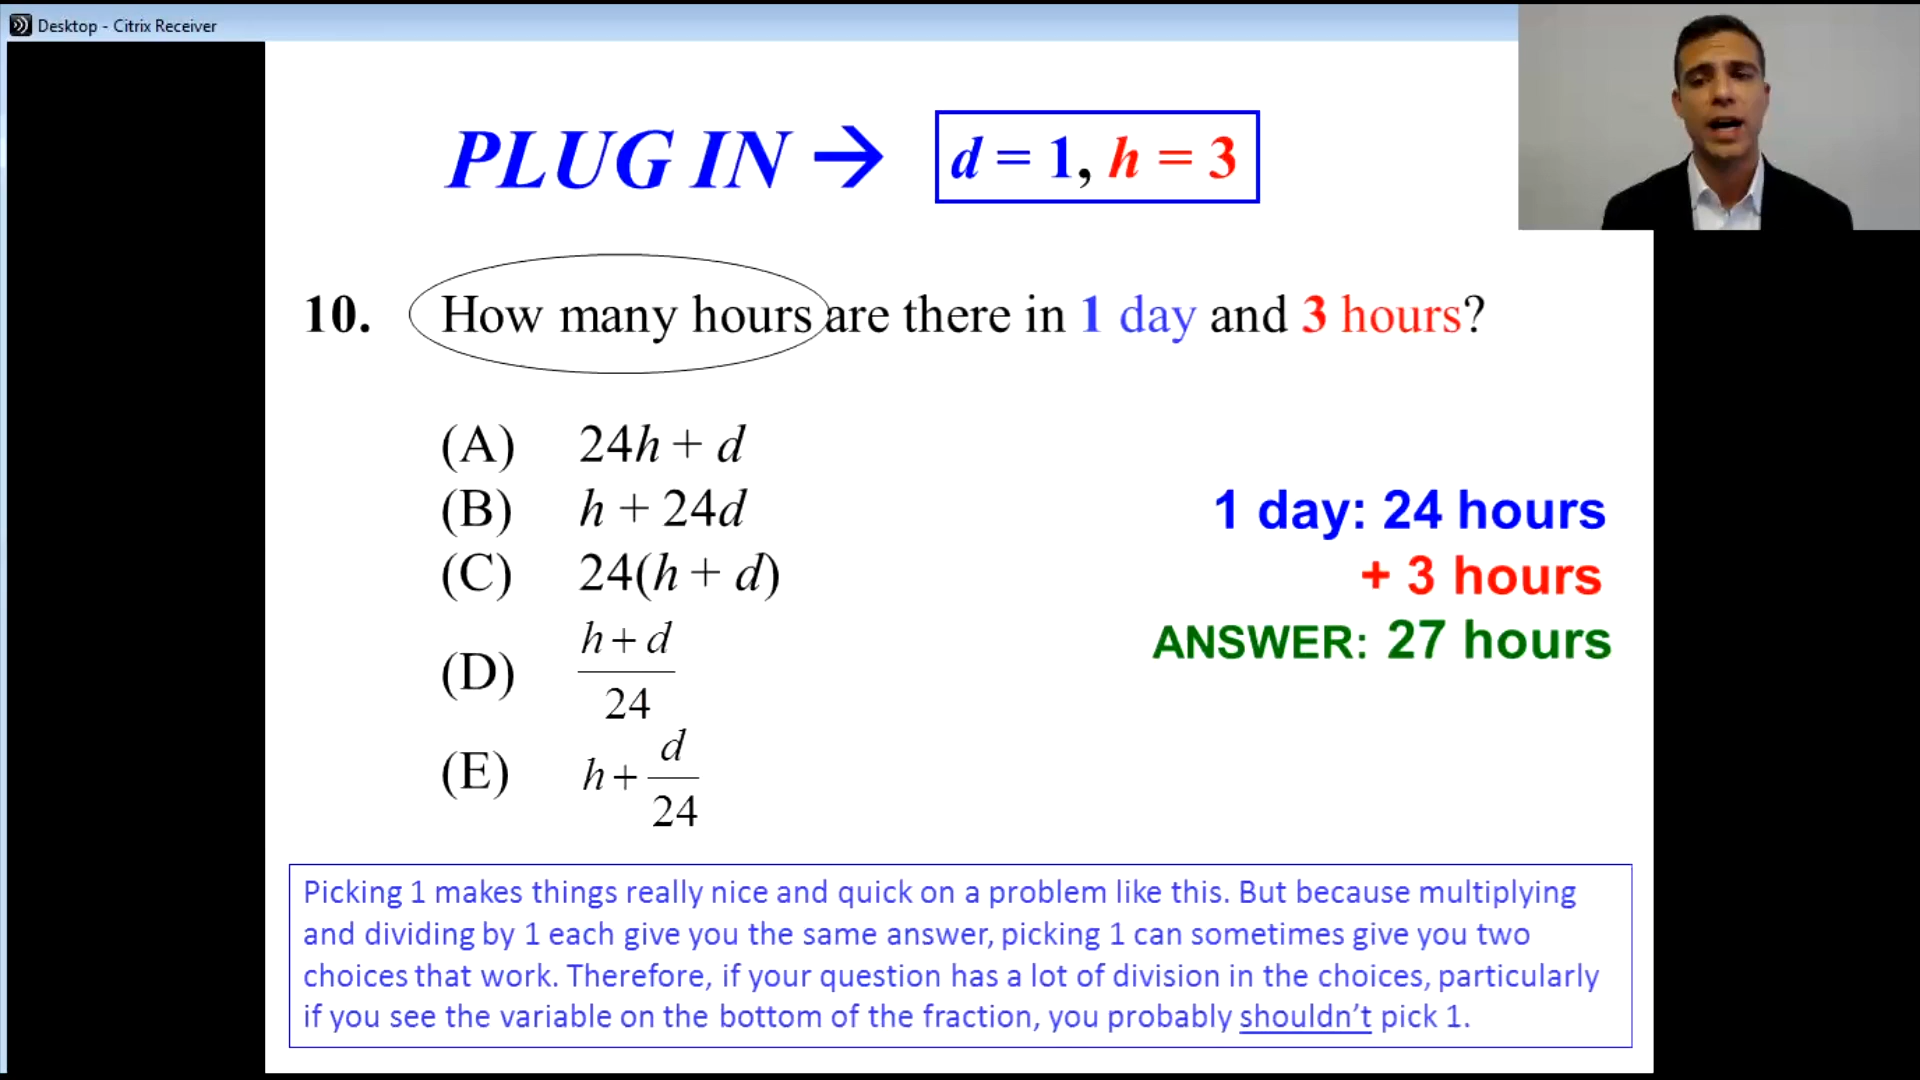 Desktop - Citrix Receiver
PLUG IN → d = 1, h = 3
10. How many hours are there in 1 day and 3 hours?
(A) 24h + d
(B) h + 24d
(C) 24(h + d)
(D) h + d
24
(E) h + d
24
1 day: 24 hours
+ 3 hours
ANSWER: 27 hours
Picking 1 makes things really nice and quick on a problem like this. But because multiplying
and dividing by 1 each give you the same answer, picking 1 can sometimes give you two
choices that work. Therefore, if your question has a lot of division in the choices, particularly
if you see the variable on the bottom of the fraction, you probably shouldn't pick 1.